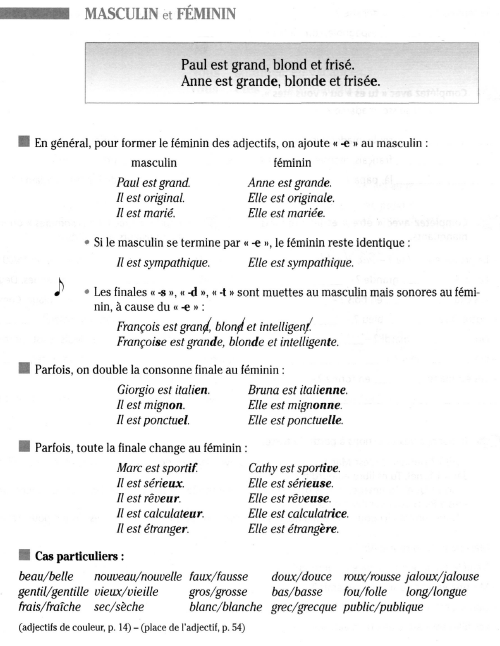 MASCULIN et FÉMININ
Paul est grand, blond et frisé.
Anne est grande, blonde et frisée.
En général, pour former le féminin des adjectifs, on ajoute « -e » au masculin :
masculin féminin
Paul est grand. Anne est grande.
Il est original. Elle est originale.
Il est marié. Elle est mariée.
• Si le masculin se termine par « -e », le féminin reste identique :
Il est sympathique. Elle est sympathique.
• Les finales « -s », « -d », « -t » sont muettes au masculin mais sonores au fémi-
nin, à cause du « -e » :
François est grand, blond et intelligent.
Françoise est grande, blonde et intelligente.
Parfois, on double la consonne finale au féminin :
Giorgio est italien. Bruna est italienne.
Il est mignon. Elle est mignonne.
Il est ponctuel. Elle est ponctuelle.
Parfois, toute la finale change au féminin :
Marc est sportif. Cathy est sportive.
Il est sérieux. Elle est sérieuse.
Il est rêveur. Elle est rêveuse.
Il est calculateur. Elle est calculatrice.
Il est étranger. Elle est étrangère.
Cas particuliers :
beau/belle nouveau/nouvelle faux/fausse doux/douce roux/rousse jaloux/jalouse
gentil/gentille vieux/vieille gros/grosse bas/basse fou/folle long/longue
frais/fraîche sec/sèche blanc/blanche grec/grecque public/publique
(adjectifs de couleur, p. 14) – (place de l'adjectif, p. 54)